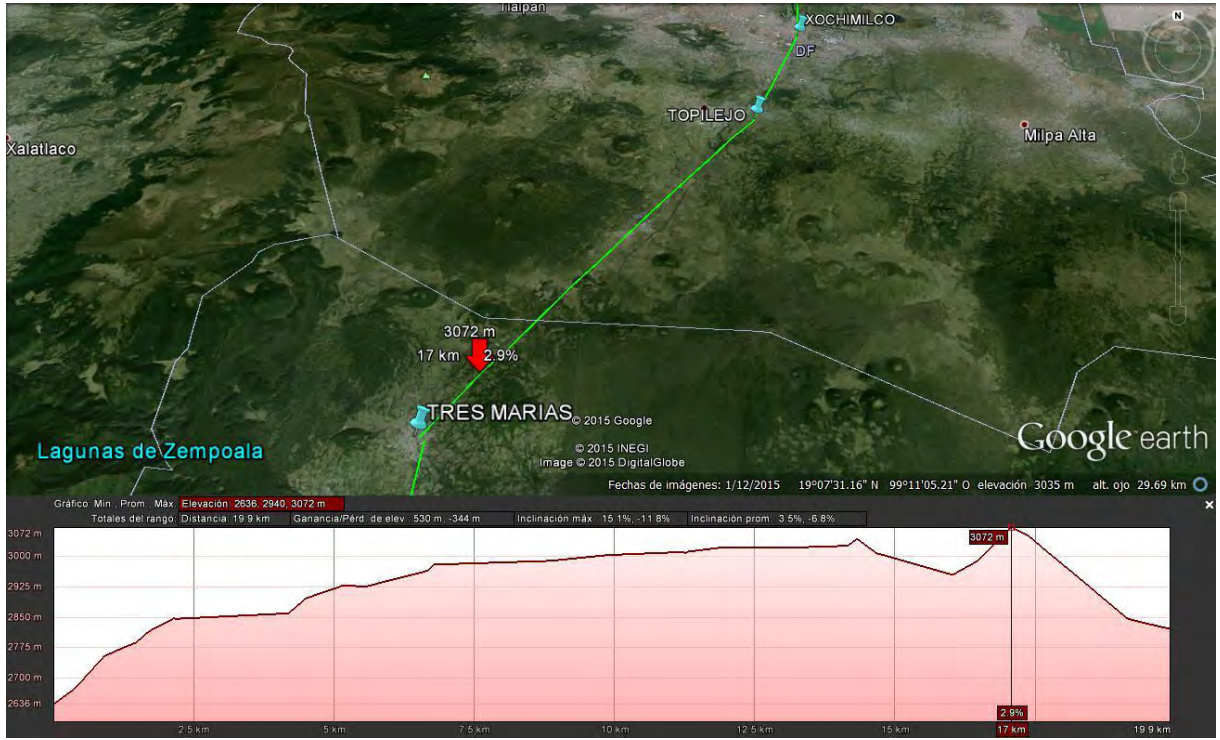 Tlalpan
XOCHIMILCO
N
DF
TOPILEJO
Milpa Alta
Xalatlaco
3072 m
17 km 2.9%
TRES MARIAS
© 2015 Google
Lagunas de Zempoala
© 2015 INEGI
Image © 2015 DigitalGlobe
Google earth
Fechas de imágenes: 1/12/2015 19°07'31.16" N 99°11'05.21" O elevación 3035 m alt. ojo 29.69 km
Gráfico: Mín., Prom., Máx. Elevación: 2636, 2940, 3072 m
Totales del rango: Distancia: 19.9 km Ganancia/Pérd. de elev.: 530 m, -344 m Inclinación máx.: 15.1%, -11.8% Inclinación prom.: 3.5%, -6.8%
3072 m
3072 m
3000 m
2925 m
2850 m
2775 m
2700 m
2636 m
2.9%
2.5 km 5 km 7.5 km 10 km 12.5 km 15 km 17 km 19.9 km